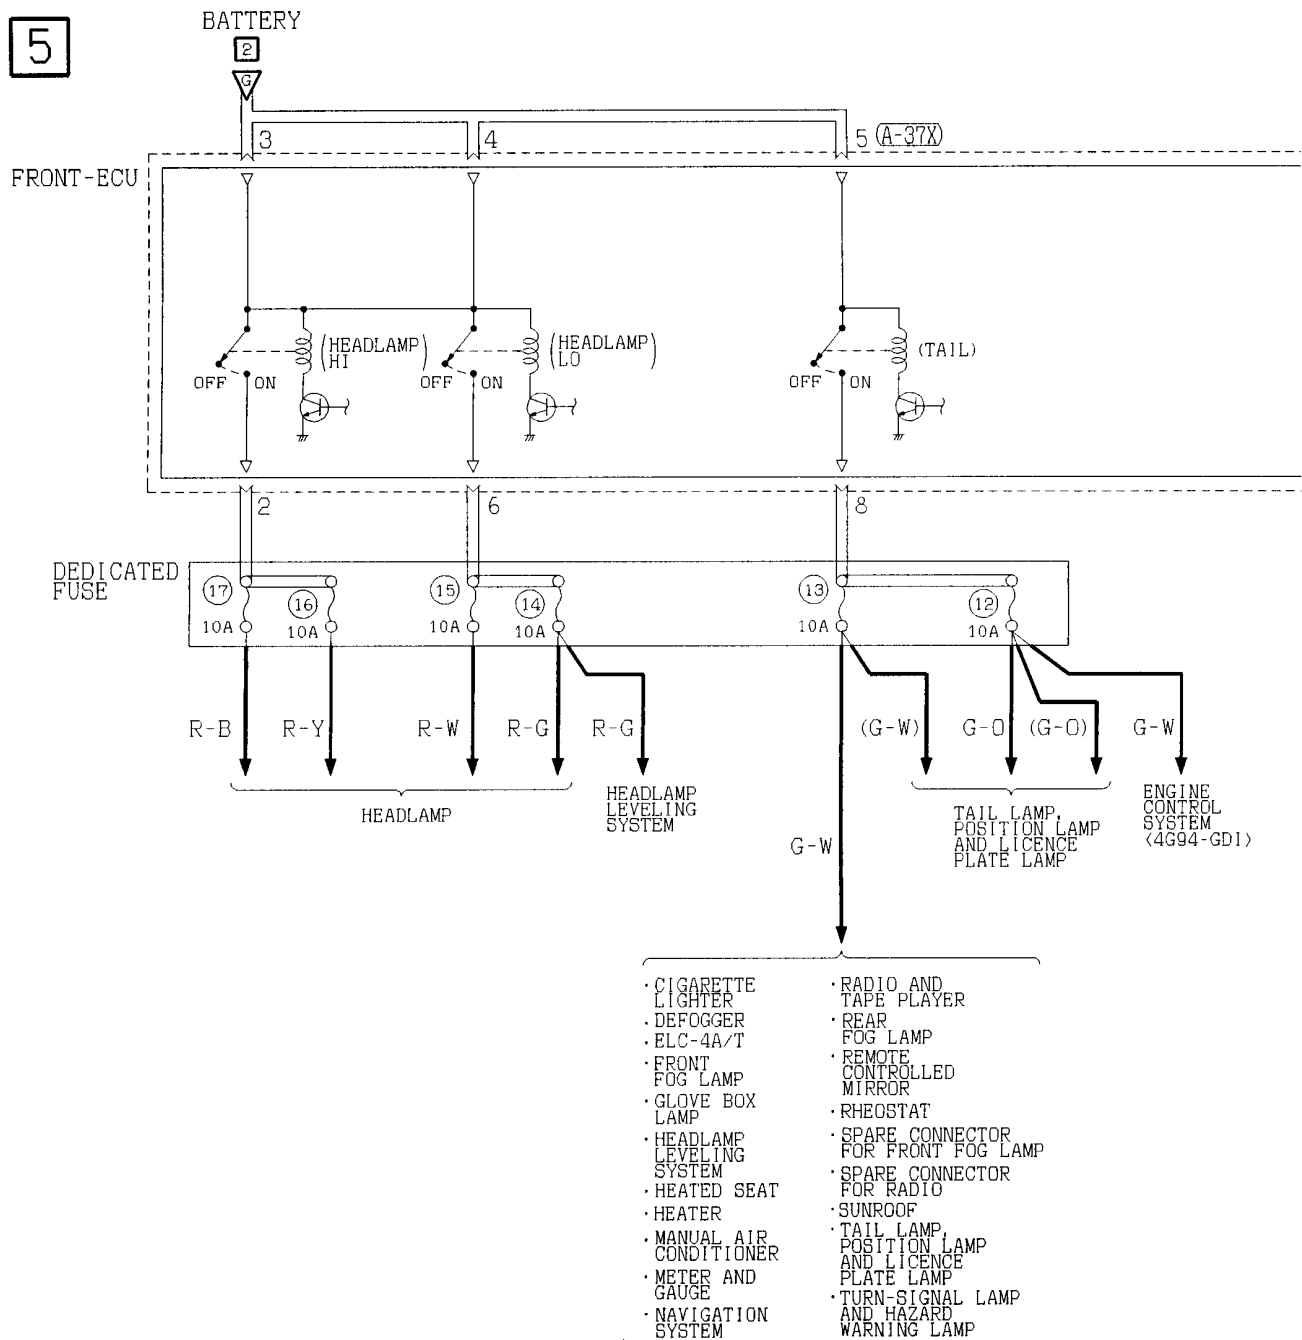 5
BATTERY
2
G
3
4
5 (A-37X)
FRONT-ECU
(HEADLAMP HI)
OFF ON
(HEADLAMP LO)
OFF ON
(TAIL)
OFF ON
2
6
8
DEDICATED
FUSE
17
16
15
14
13
12
10A
10A
10A
10A
10A
10A
R-B
R-Y
R-W
R-G
R-G
(G-W)
G-O
(G-O)
G-W
HEADLAMP
HEADLAMP
LEVELING
SYSTEM
G-W
TAIL LAMP,
POSITION LAMP
AND LICENCE
PLATE LAMP
ENGINE
CONTROL
SYSTEM
<4G94-GDI>
· CIGARETTE
LIGHTER
· DEFOGGER
· ELC-4A/T
· FRONT
FOG LAMP
· GLOVE BOX
LAMP
· HEADLAMP
LEVELING
SYSTEM
· HEATED SEAT
· HEATER
· MANUAL AIR
CONDITIONER
· METER AND
GAUGE
· NAVIGATION
SYSTEM
· RADIO AND
TAPE PLAYER
· REAR
FOG LAMP
· REMOTE
CONTROLLED
MIRROR
· RHEOSTAT
· SPARE CONNECTOR
FOR FRONT FOG LAMP
· SPARE CONNECTOR
FOR RADIO
· SUNROOF
· TAIL LAMP,
POSITION LAMP
AND LICENCE
PLATE LAMP
· TURN-SIGNAL LAMP
AND HAZARD
WARNING LAMP